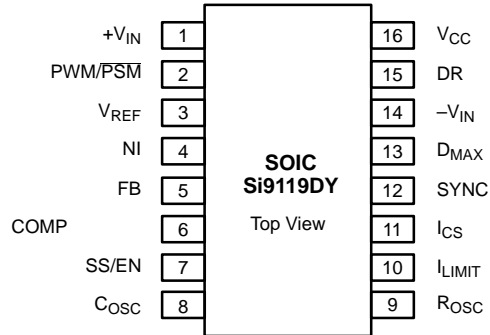 +VIN 1 16 VCC
PWM/PSM 2 15 DR
VREF 3 14 –VIN
NI 4 13 DMAX
SOIC
Si9119DY
FB 5 12 SYNC
Top View
COMP 6 11 ICS
SS/EN 7 10 ILIMIT
COSC 8 9 ROSC